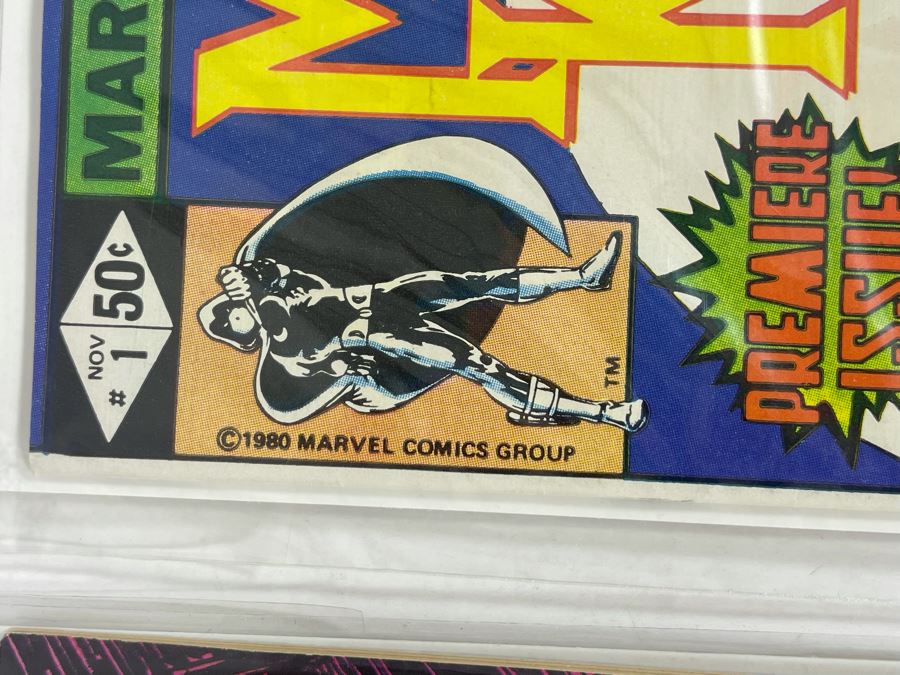 MAR
50¢
NOV
# 1
©1980 MARVEL COMICS GROUP
TM
PREMIERE
ISSUE!